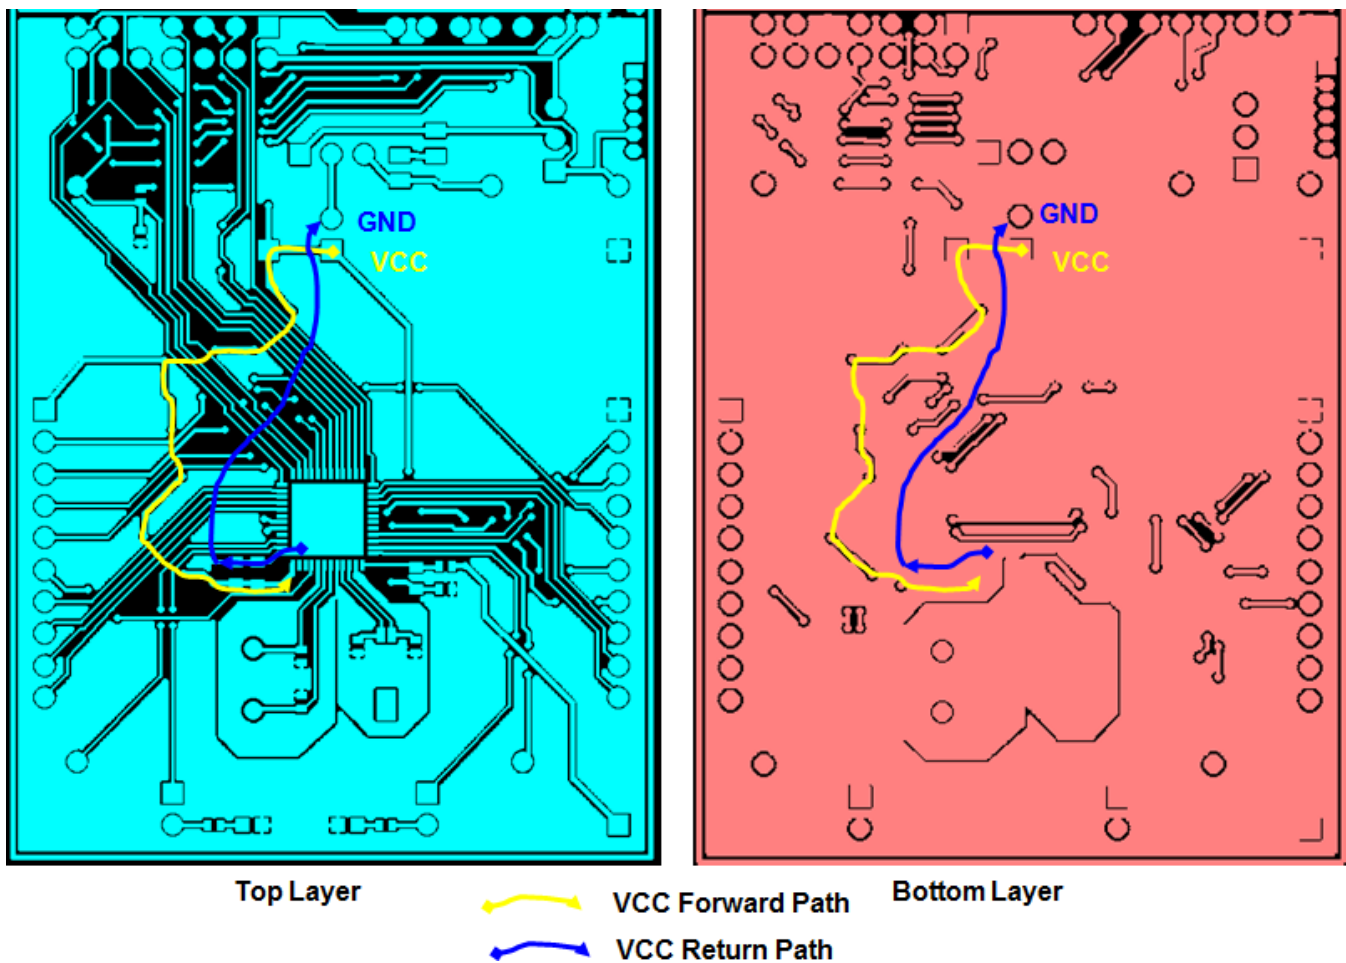 GND
VCC
GND
VCC
Top Layer
Bottom Layer
VCC Forward Path
VCC Return Path